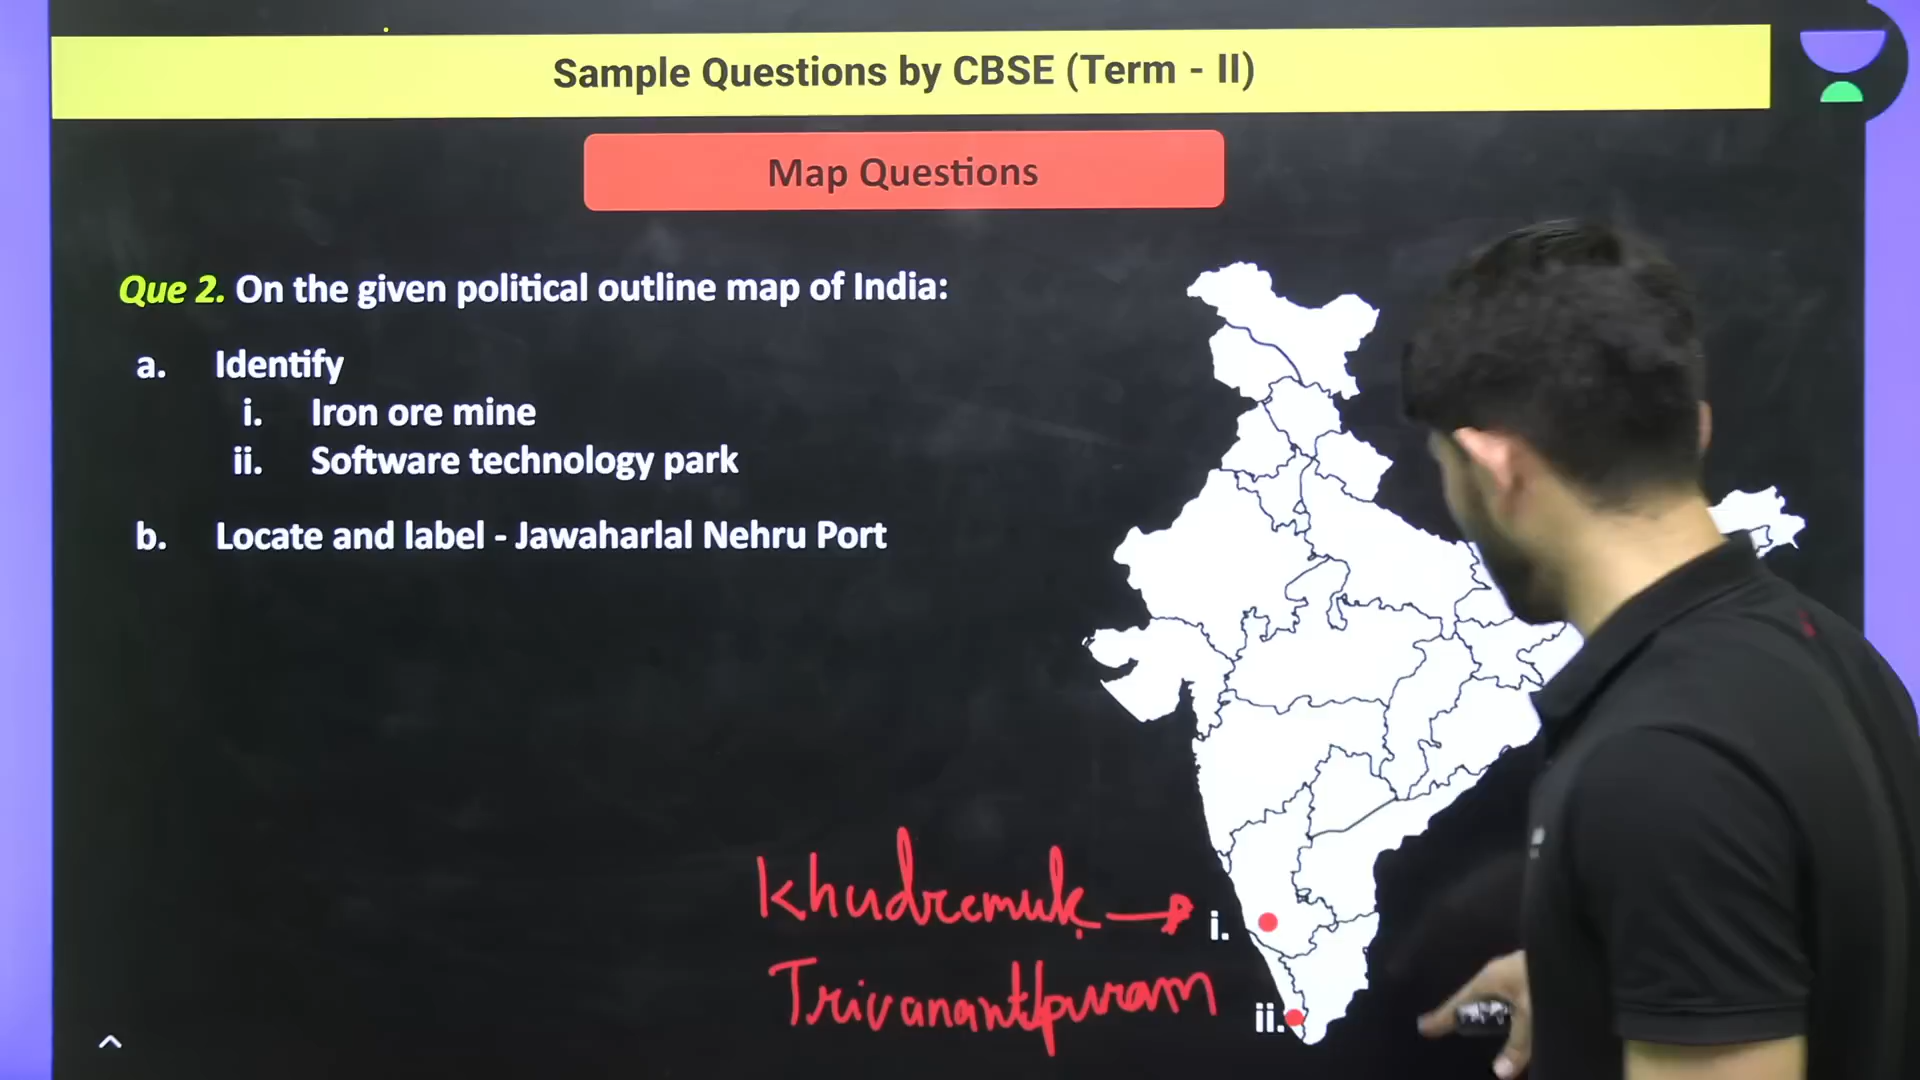 Sample Questions by CBSE (Term - II)
Map Questions
Que 2. On the given political outline map of India:
a. Identify
i. Iron ore mine
ii. Software technology park
b. Locate and label - Jawaharlal Nehru Port
Khudremuk
i.
Trivanantpuram
ii.